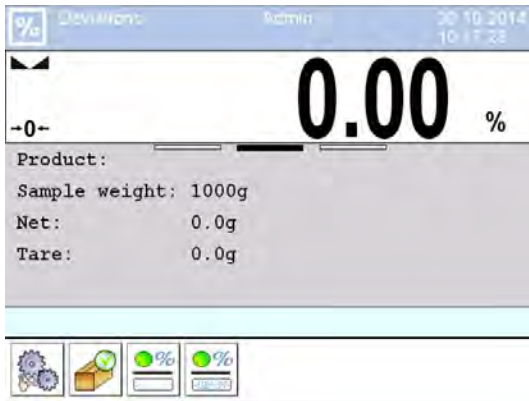 % Deviations Admin 30.10.2014
10:17:23
0.00 %
→0←
Product:
Sample weight: 1000g
Net: 0.0g
Tare: 0.0g
% %